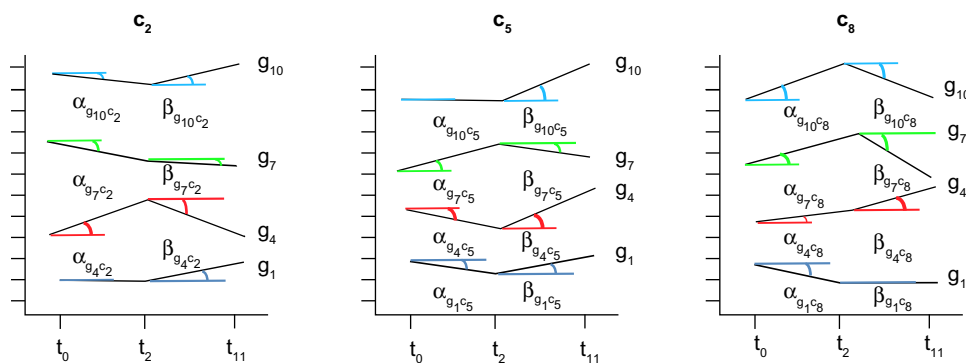 c2 c5 c8
g10 g10
αg10c2 βg10c2 αg10c5 βg10c5 αg10c8 βg10c8 g10
g7 g7 g7
αg7c2 βg7c2 αg7c5 βg7c5 αg7c8 βg7c8
g4 g4 g4
αg4c2 βg4c2 αg4c5 βg4c5 αg4c8 βg4c8
g1 g1 g1
αg1c5 βg1c5 αg1c8 βg1c8
t0 t2 t11 t0 t2 t11 t0 t2 t11